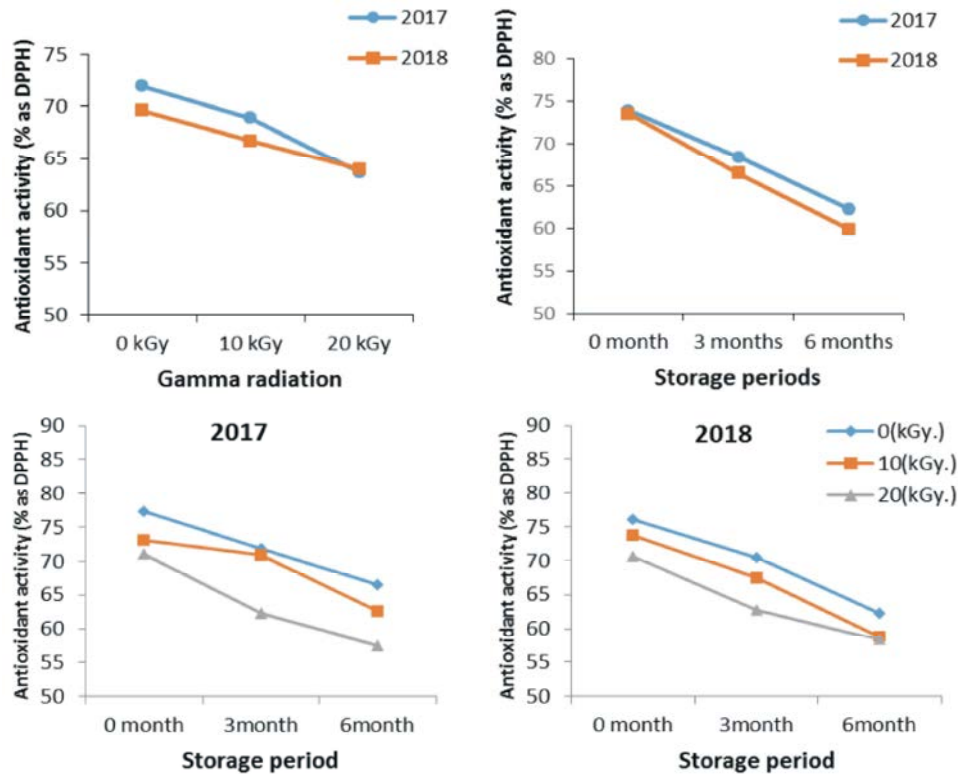 2017
2018
Antioxidant activity (% as DPPH)
75
70
65
60
55
50
0 kGy 10 kGy 20 kGy
Gamma radiation
2017
2018
Antioxidant activity (% as DPPH)
80
75
70
65
60
55
50
0 month 3 months 6 months
Storage periods
2017
Antioxidant activity (% as DPPH)
90
85
80
75
70
65
60
55
50
0 month 3month 6month
Storage period
2018
0(kGy.)
10(kGy.)
20(kGy.)
Antioxidant activity (% as DPPH)
90
85
80
75
70
65
60
55
50
0 month 3month 6month
Storage period